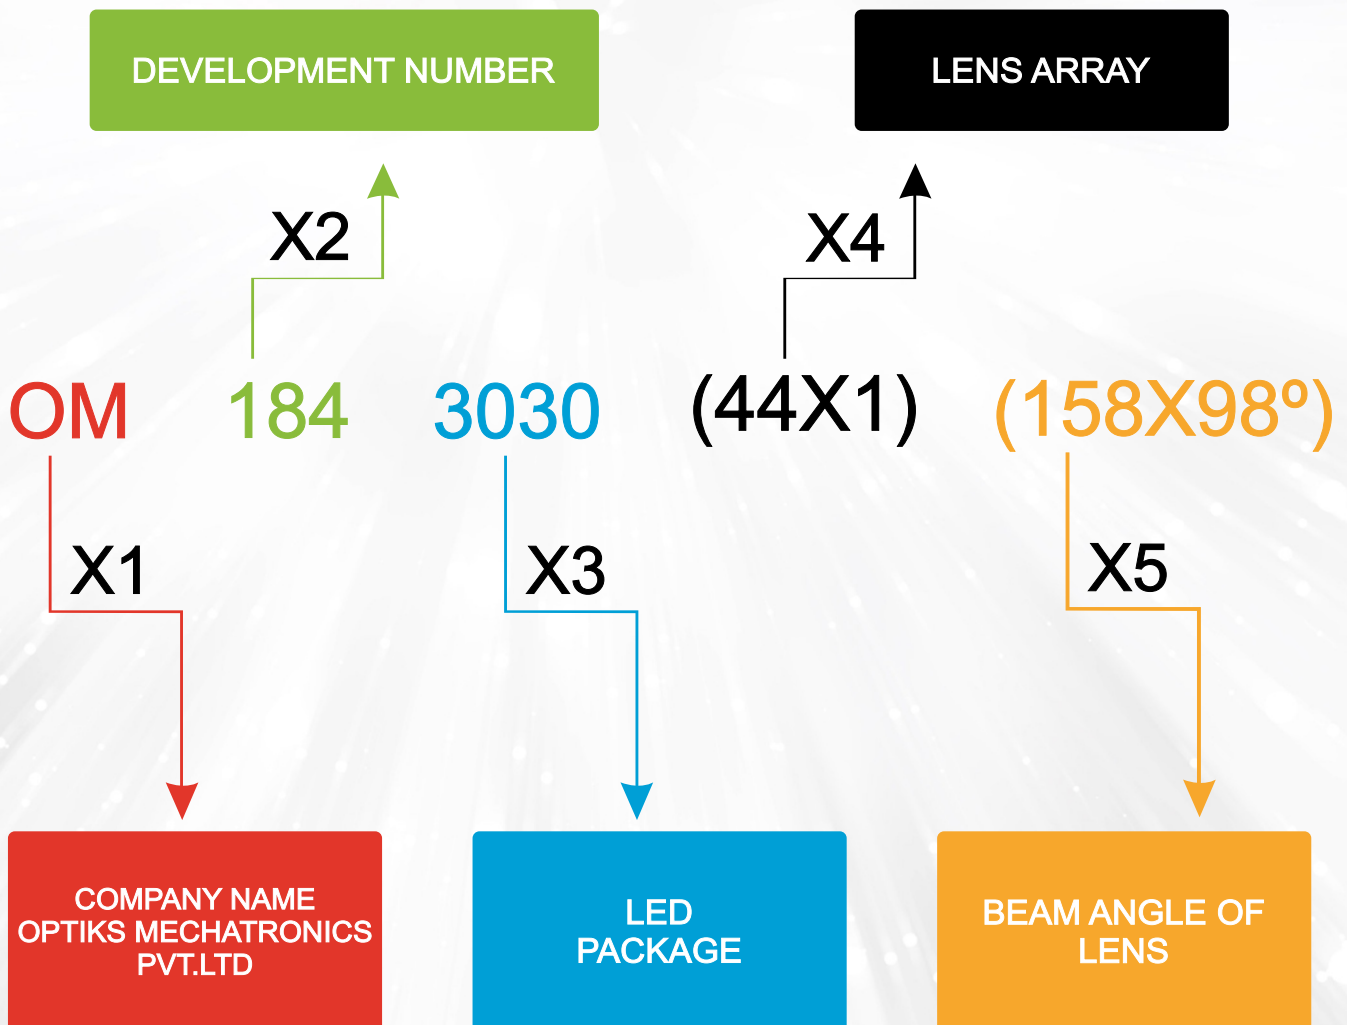 DEVELOPMENT NUMBER
LENS ARRAY
X2
X4
OM 184 3030 (44X1) (158X98º)
X1
X3
X5
COMPANY NAME
OPTIKS MECHATRONICS
PVT.LTD
LED
PACKAGE
BEAM ANGLE OF
LENS